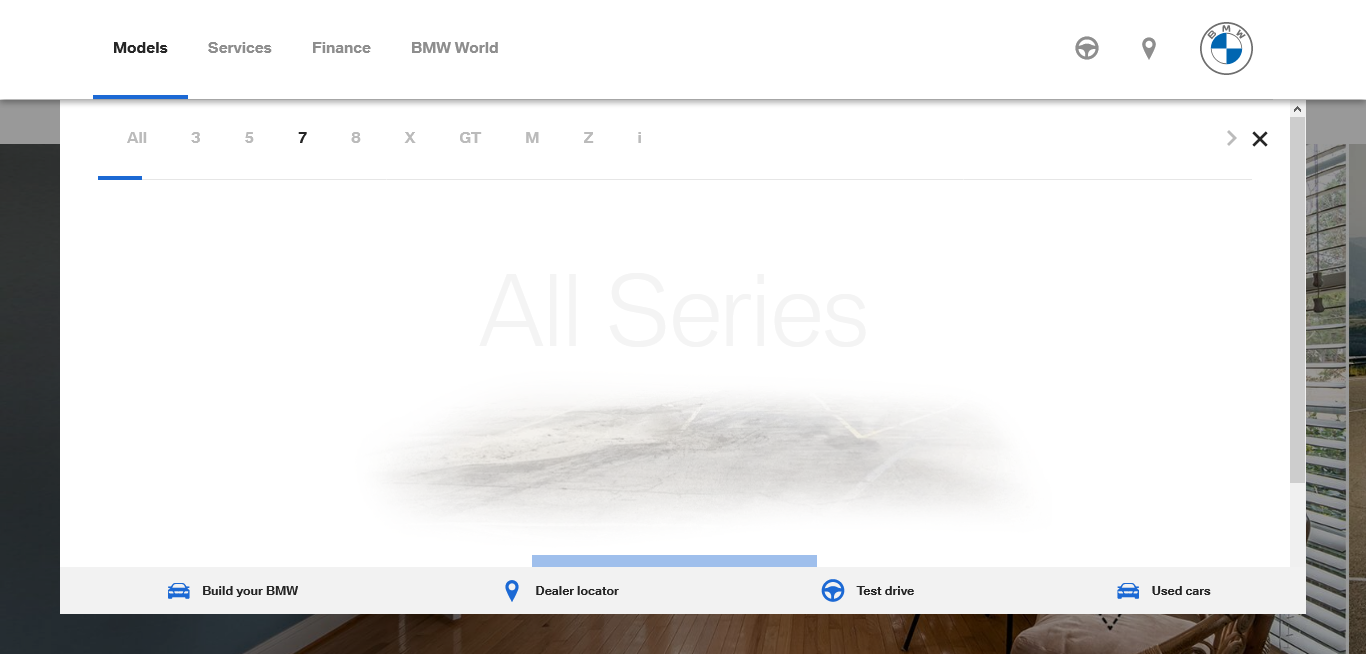 Models Services Finance BMW World
BMW
All 3 5 7 8 X GT M Z i
All Series
Build your BMW Dealer locator Test drive Used cars